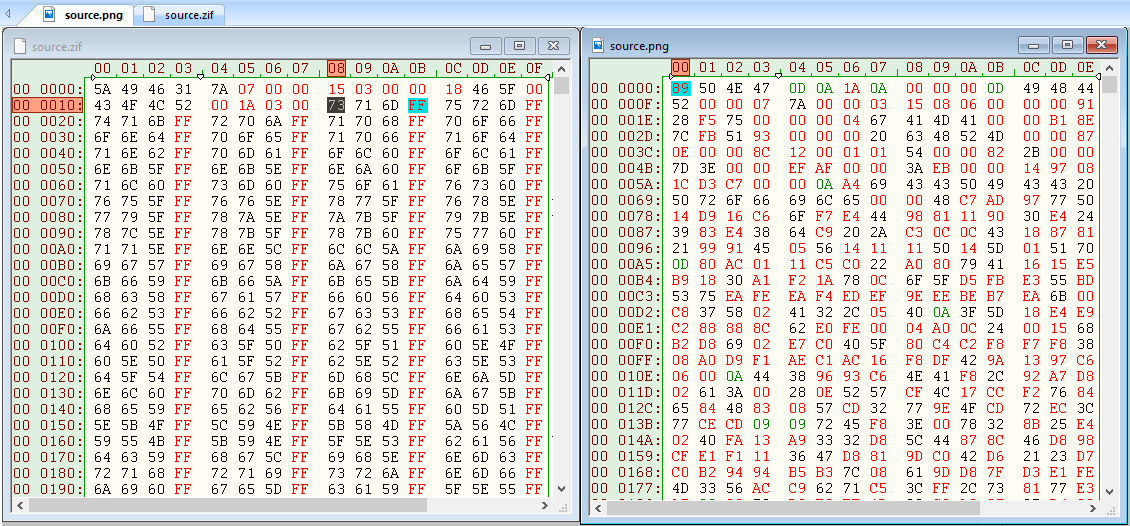 source.png source.zif
source.zif
00 01 02 03 04 05 06 07 08 09 0A 0B 0C 0D 0E 0F
00 0000: 5A 49 46 31 7A 07 00 00 15 03 00 00 18 46 5F 00
00 0010: 43 4F 4C 52 00 1A 03 00 73 71 6D FF 75 72 6D FF
00 0020: 74 71 6B FF 72 70 6A FF 71 70 68 FF 70 6F 66 FF
00 0030: 6F 6E 66 FF 6F 6E 66 FF 71 70 66 FF 71 6F 64 FF
00 0040: 71 6E 62 FF 70 6D 61 FF 6F 6C 60 FF 6F 6C 61 FF
00 0050: 6E 6B 5F FF 6E 6B 5E FF 6E 6A 60 FF 6F 6B 5F FF
00 0060: 71 6C 60 FF 73 6D 60 FF 75 6F 61 FF 76 73 60 FF
00 0070: 76 75 5F FF 76 76 5E FF 78 77 5F FF 76 78 5E FF
00 0080: 77 79 5F FF 78 7A 5E FF 7A 7B 5F FF 79 7B 5E FF
00 0090: 78 7C 5E FF 78 7B 5F FF 78 7B 60 FF 75 77 60 FF
00 00A0: 71 71 5E FF 6E 6E 5C FF 6C 6C 5A FF 6A 69 58 FF
00 00B0: 69 67 57 FF 69 67 58 FF 6A 67 58 FF 6A 65 57 FF
00 00C0: 6B 66 59 FF 6B 66 5A FF 6B 65 5A FF 6A 64 59 FF
00 00D0: 68 63 58 FF 67 61 57 FF 66 60 56 FF 64 60 53 FF
00 00E0: 66 62 53 FF 66 62 52 FF 67 63 53 FF 68 65 54 FF
00 00F0: 6A 66 55 FF 68 64 55 FF 67 62 55 FF 66 61 53 FF
00 0100: 64 60 52 FF 63 5F 50 FF 62 5F 51 FF 60 5E 4F FF
00 0110: 60 5E 50 FF 61 5F 52 FF 62 5E 52 FF 63 5E 53 FF
00 0120: 64 5F 54 FF 6C 67 5B FF 6D 68 5C FF 6E 6A 5D FF
00 0130: 6E 6C 60 FF 70 6D 62 FF 6B 69 5D FF 6A 67 5B FF
00 0140: 68 65 59 FF 65 62 56 FF 64 61 55 FF 60 5D 51 FF
00 0150: 5E 5B 4F FF 5C 59 4E FF 5B 58 4D FF 5A 56 4C FF
00 0160: 59 55 4B FF 5B 59 4E FF 5F 5E 53 FF 62 61 56 FF
00 0170: 64 63 59 FF 68 67 5C FF 69 68 5E FF 6E 6D 63 FF
00 0180: 72 71 68 FF 72 71 69 FF 73 72 6A FF 6E 6D 66 FF
00 0190: 6A 69 60 FF 67 65 5D FF 63 61 59 FF 5F 5E 55 FF
source.png
00 01 02 03 04 05 06 07 08 09 0A 0B 0C 0D 0E
00 0000: 89 50 4E 47 0D 0A 1A 0A 00 00 00 0D 49 48 44
00 000F: 52 00 00 07 7A 00 00 03 15 08 06 00 00 00 91
00 001E: 28 F5 75 00 00 00 04 67 41 4D 41 00 00 B1 8E
00 002D: 7C FB 51 93 00 00 00 20 63 48 52 4D 00 00 87
00 003C: 0E 00 00 8C 12 00 01 01 54 00 00 82 2B 00 00
00 004B: 7D 3E 00 00 EF AF 00 00 3A EB 00 00 14 97 08
00 005A: 1C D3 C7 00 00 0A A4 69 43 43 50 49 43 43 20
00 0069: 50 72 6F 66 69 6C 65 00 00 48 C7 AD 97 77 50
00 0078: 14 D9 16 C6 6F F7 E4 44 98 81 11 90 30 E4 24
00 0087: 39 83 E4 38 64 C9 20 2A C3 0C 0C 43 18 87 81
00 0096: 21 99 91 45 05 56 14 11 11 50 14 5D 01 51 70
00 00A5: 0D 80 AC 01 11 C5 C0 22 A0 80 79 41 16 15 E5
00 00B4: B9 18 30 A1 F2 1A 78 0C 6F 5F D5 FB E3 55 BD
00 00C3: 53 75 EA FE EA F4 ED EF 9E EE BE B7 EA 6B 00
00 00D2: C8 37 58 02 41 32 2C 05 40 0A 3F 5D 18 E4 E9
00 00E1: C2 88 88 8C 62 E0 FE 00 04 A0 0C 24 00 15 68
00 00F0: B2 D8 69 02 E7 C0 40 5F 80 C4 C2 F8 F7 F8 38
00 00FF: 08 A0 D9 F1 AE C1 AC 16 F8 DF 42 9A 13 97 C6
00 010E: 06 00 0A 44 38 96 93 C6 4E 41 F8 2C 92 A7 D8
00 011D: 02 61 3A 00 28 0E 52 57 CF 4C 17 CC F2 76 84
00 012C: 65 84 48 83 08 57 CD 32 77 9E 4F CD 72 EC 3C
00 013B: 77 CE CD 09 09 72 45 F8 3E 00 78 32 8B 25 E4
00 014A: 02 40 FA 13 A9 33 32 D8 5C 44 87 8C 46 D8 98
00 0159: CF E1 F1 11 36 47 D8 81 9D C0 42 D6 21 23 D7
00 0168: C0 B2 94 94 B5 B3 7C 08 61 9D D8 7F D3 E1 FE
00 0177: 4D 33 56 AC C9 62 71 C5 3C FF 2C 73 81 77 E3